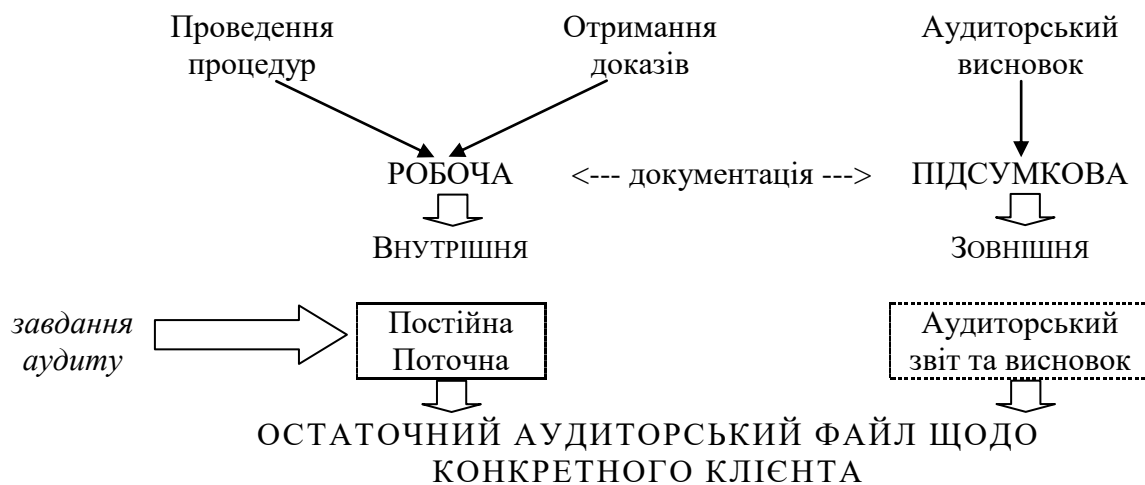 Проведення
процедур
Отримання
доказів
Аудиторський
висновок
РОБОЧА <--- документація ---> ПІДСУМКОВА
ВНУТРІШНЯ
ЗОВНІШНЯ
завдання
аудиту
Постійна
Поточна
Аудиторський
звіт та висновок
ОСТАТОЧНИЙ АУДИТОРСЬКИЙ ФАЙЛ ЩОДО
КОНКРЕТНОГО КЛІЄНТА